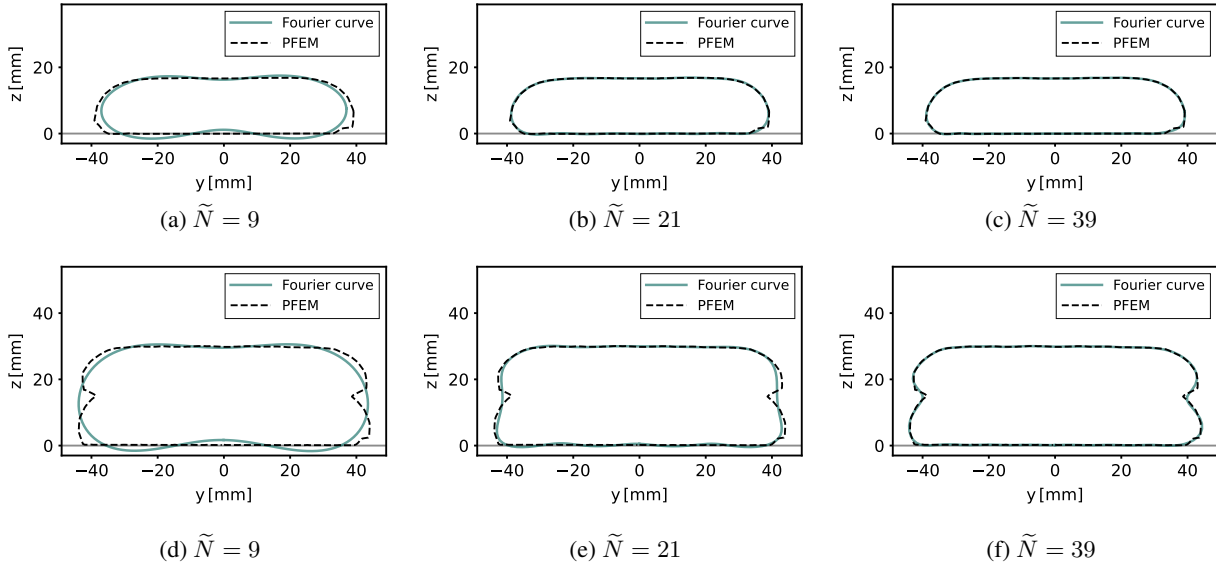 Fourier curve
PFEM
z [mm]
20
0
−40 −20 0 20 40
y [mm]
(a) Ñ = 9
Fourier curve
PFEM
z [mm]
20
0
−40 −20 0 20 40
y [mm]
(b) Ñ = 21
Fourier curve
PFEM
z [mm]
20
0
−40 −20 0 20 40
y [mm]
(c) Ñ = 39
Fourier curve
PFEM
z [mm]
40
20
0
−40 −20 0 20 40
y [mm]
(d) Ñ = 9
Fourier curve
PFEM
z [mm]
40
20
0
−40 −20 0 20 40
y [mm]
(e) Ñ = 21
Fourier curve
PFEM
z [mm]
40
20
0
−40 −20 0 20 40
y [mm]
(f) Ñ = 39